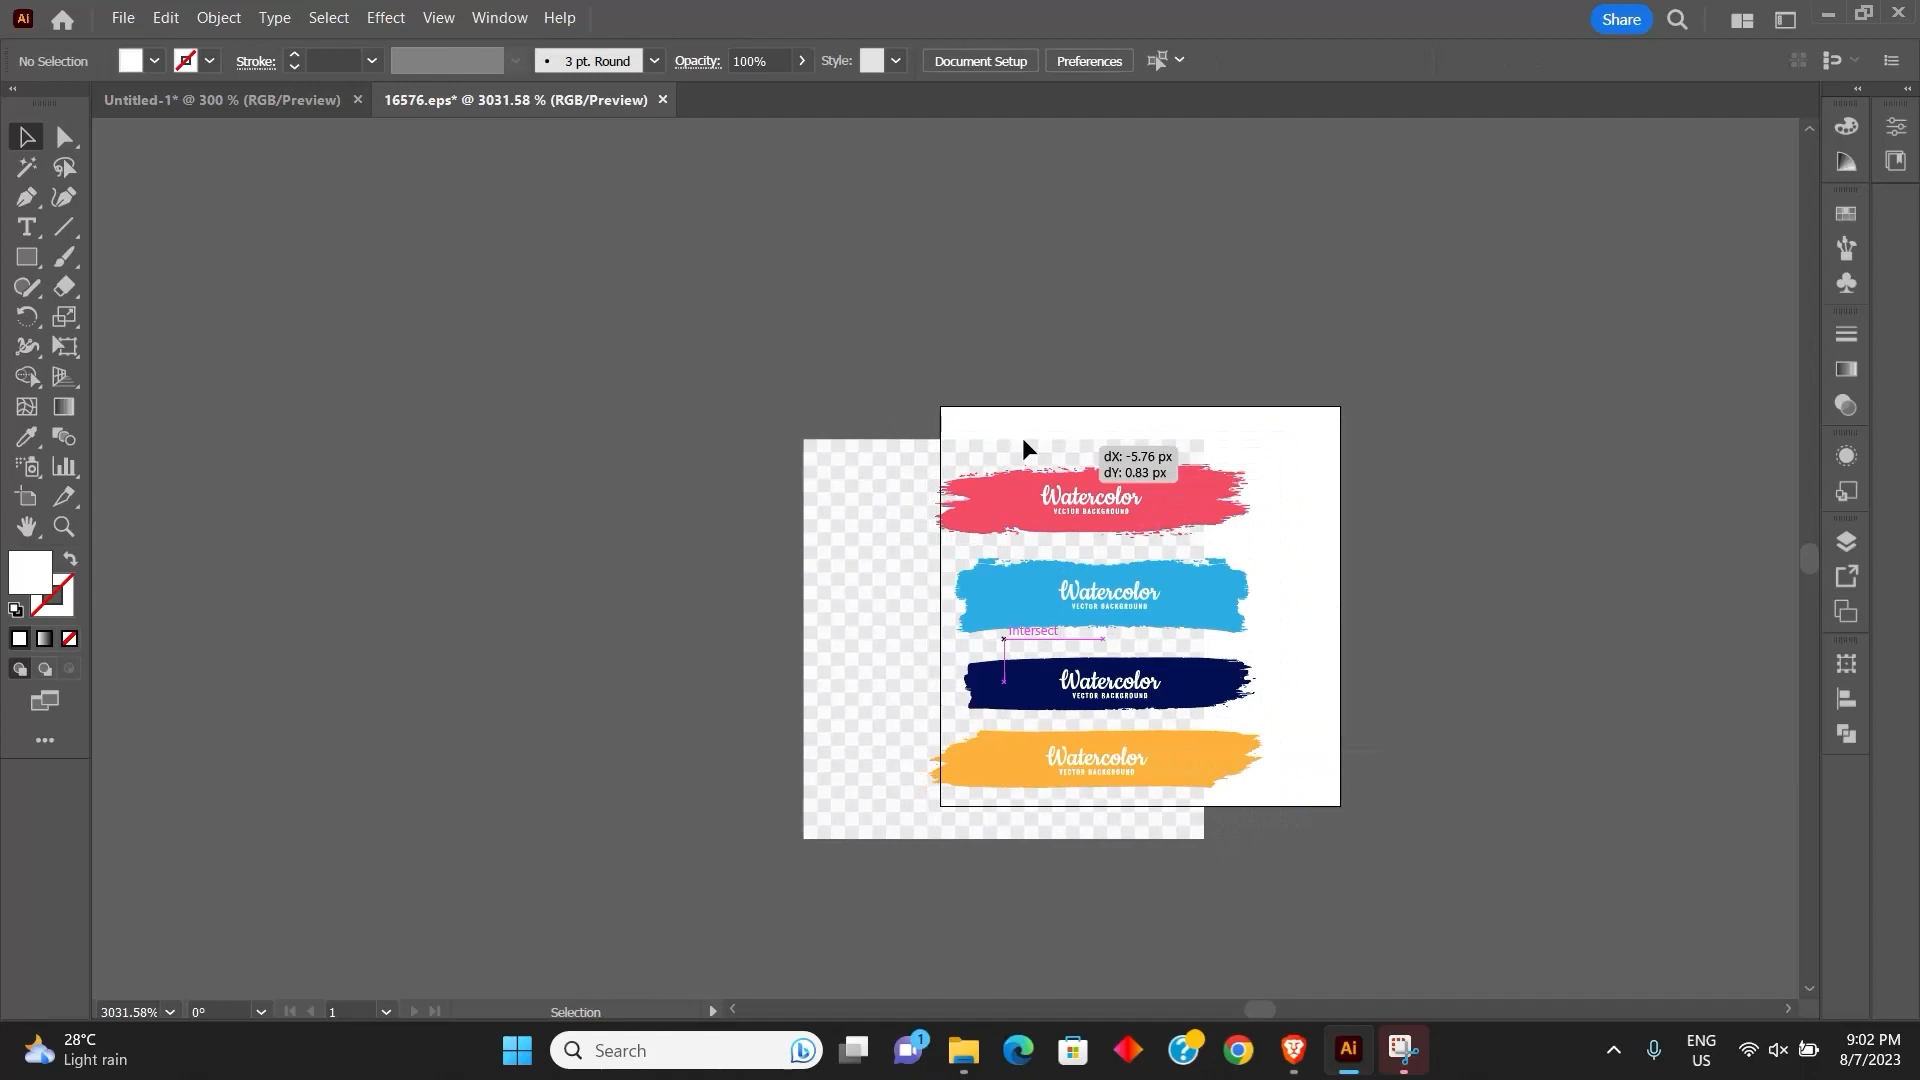 Ai
File Edit Object Type Select Effect View Window Help
Share
No Selection
Stroke:
3 pt. Round
Opacity: 100%
Style:
Document Setup
Preferences
Untitled-1* @ 300 % (RGB/Preview) ×
16576.eps* @ 3031.58 % (RGB/Preview) ×
dX: -5.76 px
dY: 0.83 px
Watercolor
VECTOR BACKGROUND
Watercolor
VECTOR BACKGROUND
intersect
Watercolor
VECTOR BACKGROUND
Watercolor
VECTOR BACKGROUND
3031.58%
0°
1
Selection
28°C
Light rain
Search
1
Ai
ENG
US
9:02 PM
8/7/2023